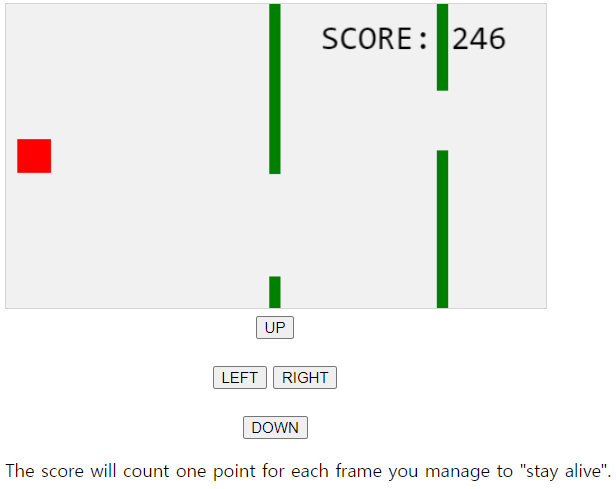 SCORE: 246
UP
LEFT RIGHT
DOWN
The score will count one point for each frame you manage to "stay alive".